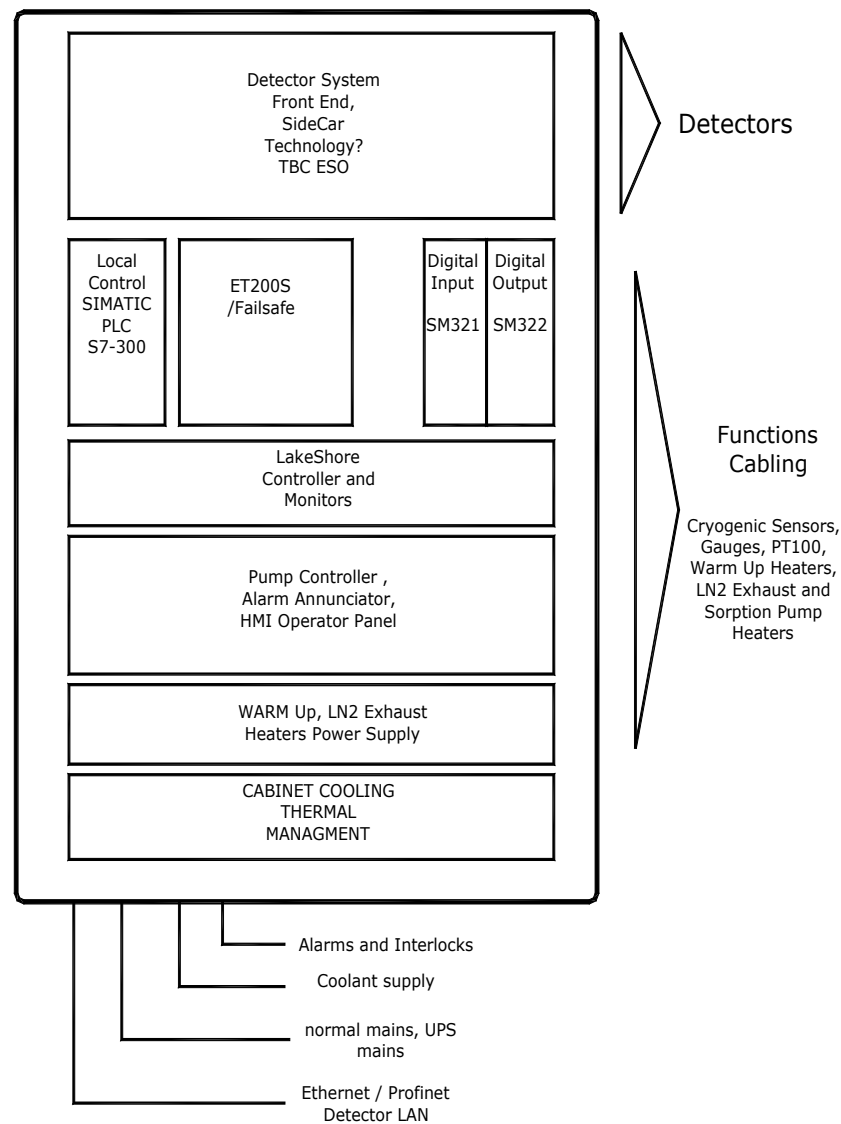 Detector System
Front End,
SideCar
Technology?
TBC ESO
Detectors
Local
Control
SIMATIC
PLC
S7-300
ET200S
/Failsafe
Digital
Input
SM321
Digital
Output
SM322
LakeShore
Controller and
Monitors
Functions
Cabling
Cryogenic Sensors,
Gauges, PT100,
Warm Up Heaters,
LN2 Exhaust and
Sorption Pump
Heaters
Pump Controller ,
Alarm Annunciator,
HMI Operator Panel
WARM Up, LN2 Exhaust
Heaters Power Supply
CABINET COOLING
THERMAL
MANAGMENT
Alarms and Interlocks
Coolant supply
normal mains, UPS
mains
Ethernet / Profinet
Detector LAN